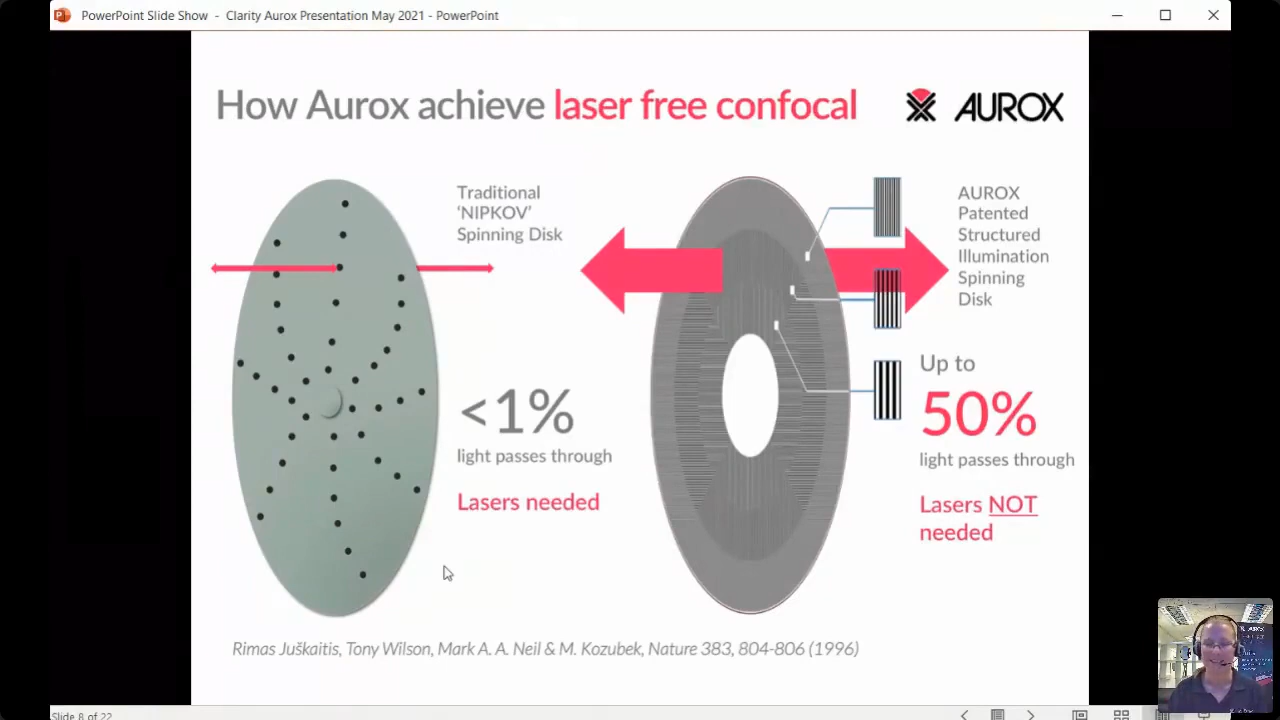 PowerPoint Slide Show - Clarity Aurox Presentation May 2021 - PowerPoint
How Aurox achieve laser free confocal
AUROX
Traditional
‘NIPKOV’
Spinning Disk
<1%
light passes through
Lasers needed
AUROX
Patented
Structured
Illumination
Spinning
Disk
Up to
50%
light passes through
Lasers NOT
needed
Rimas Juškaitis, Tony Wilson, Mark A. A. Neil & M. Kozubek, Nature 383, 804-806 (1996)
Slide 8 of 22